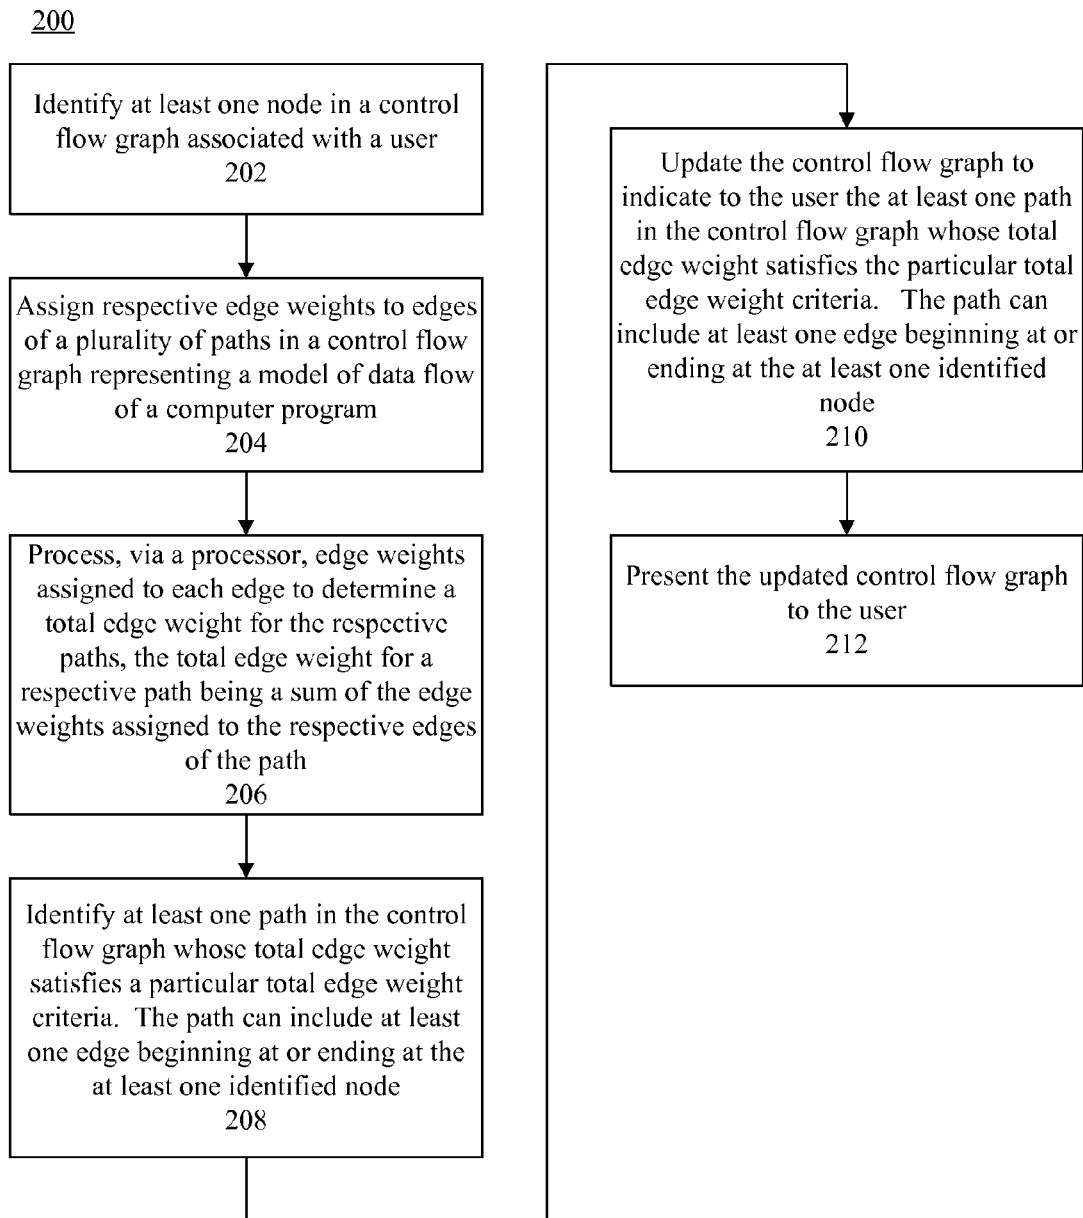 200
Identify at least one node in a control
flow graph associated with a user
202
Assign respective edge weights to edges
of a plurality of paths in a control flow
graph representing a model of data flow
of a computer program
204
Process, via a processor, edge weights
assigned to each edge to determine a
total edge weight for the respective
paths, the total edge weight for a
respective path being a sum of the edge
weights assigned to the respective edges
of the path
206
Identify at least one path in the control
flow graph whose total edge weight
satisfies a particular total edge weight
criteria. The path can include at least
one edge beginning at or ending at the
at least one identified node
208
Update the control flow graph to
indicate to the user the at least one path
in the control flow graph whose total
edge weight satisfies the particular total
edge weight criteria. The path can
include at least one edge beginning at or
ending at the at least one identified
node
210
Present the updated control flow graph
to the user
212